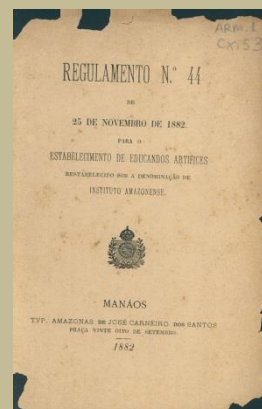 ARM.1
CX.53
REGULAMENTO N.º 44
DE
25 DE NOVEMBRO DE 1882.
PARA O
ESTABELECIMENTO DE EDUCANDOS ARTIFICES
RESTABELECIDO SOB A DENOMINAÇÃO DE
INSTITUTO AMAZONENSE.
MANÁOS
TYP. AMAZONAS DE JOSÉ CARNEIRO DOS SANTOS
PRAÇA VINTE OITO DE SETEMBRO.
1882